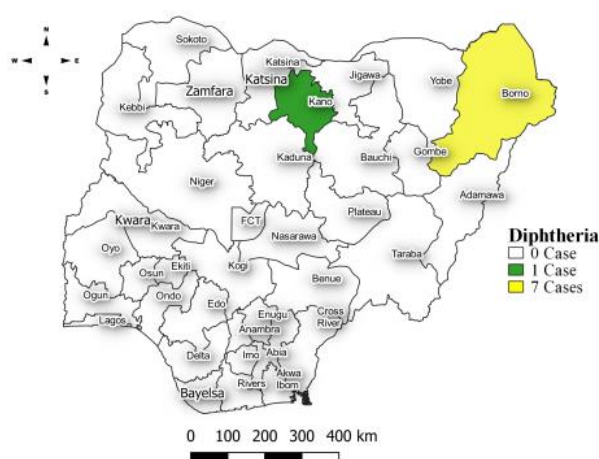 N
W E
S
Sokoto
Katsina
Katsina
Jigawa
Yobe
Borno
Zamfara
Kano
Kebbi
Kaduna
Bauchi
Gombe
Niger
Adamawa
Plateau
Kwara
Kwara
FCT
Nasarawa
Oyo
Taraba
Osun
Ekiti
Kogi
Benue
Ogun
Ondo
Edo
Lagos
Enugu
Anambra
Cross
River
Delta
Imo
Abia
Rivers
Akwa
Ibom
Bayelsa
Diphtheria
0 Case
1 Case
7 Cases
0 100 200 300 400 km